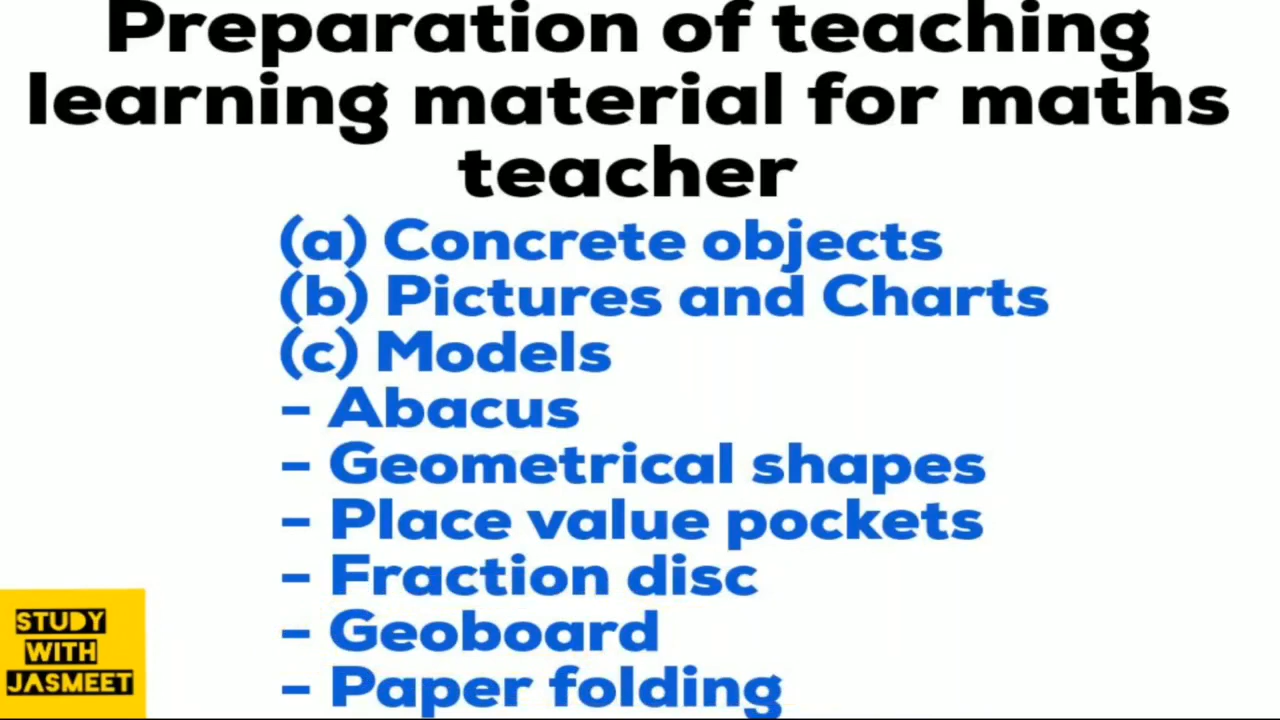 Preparation of teaching
learning material for maths
teacher
(a) Concrete objects
(b) Pictures and Charts
(c) Models
- Abacus
- Geometrical shapes
- Place value pockets
- Fraction disc
- Geoboard
- Paper folding
STUDY
WITH
JASMEET